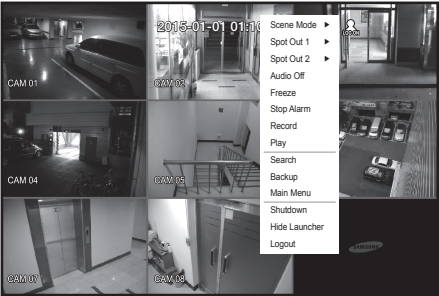 2015-01-01 01:10
LOG ON
CAM 01
CAM 02
Scene Mode
Spot Out 1
Spot Out 2
Audio Off
Freeze
Stop Alarm
Record
Play
Search
Backup
Main Menu
Shutdown
Hide Launcher
Logout
CAM 04
CAM 05
CAM 07
CAM 08
SAMSUNG